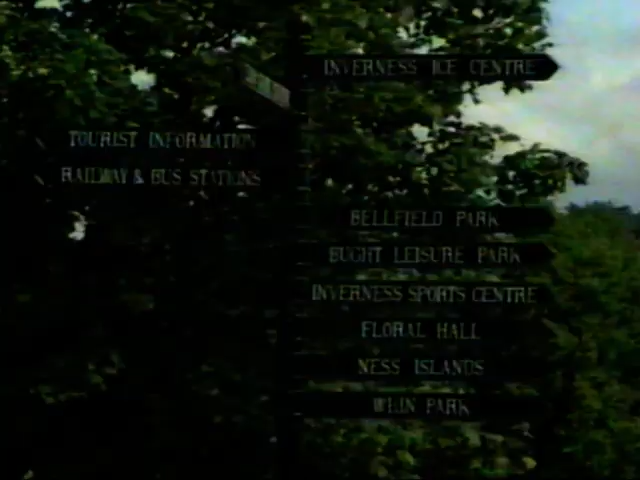 INVERNESS ICE CENTRE
TOURIST INFORMATION
RAILWAY & BUS STATIONS
BELLFIELD PARK
BUGHT LEISURE PARK
INVERNESS SPORTS CENTRE
FLORAL HALL
NESS ISLANDS
PARK